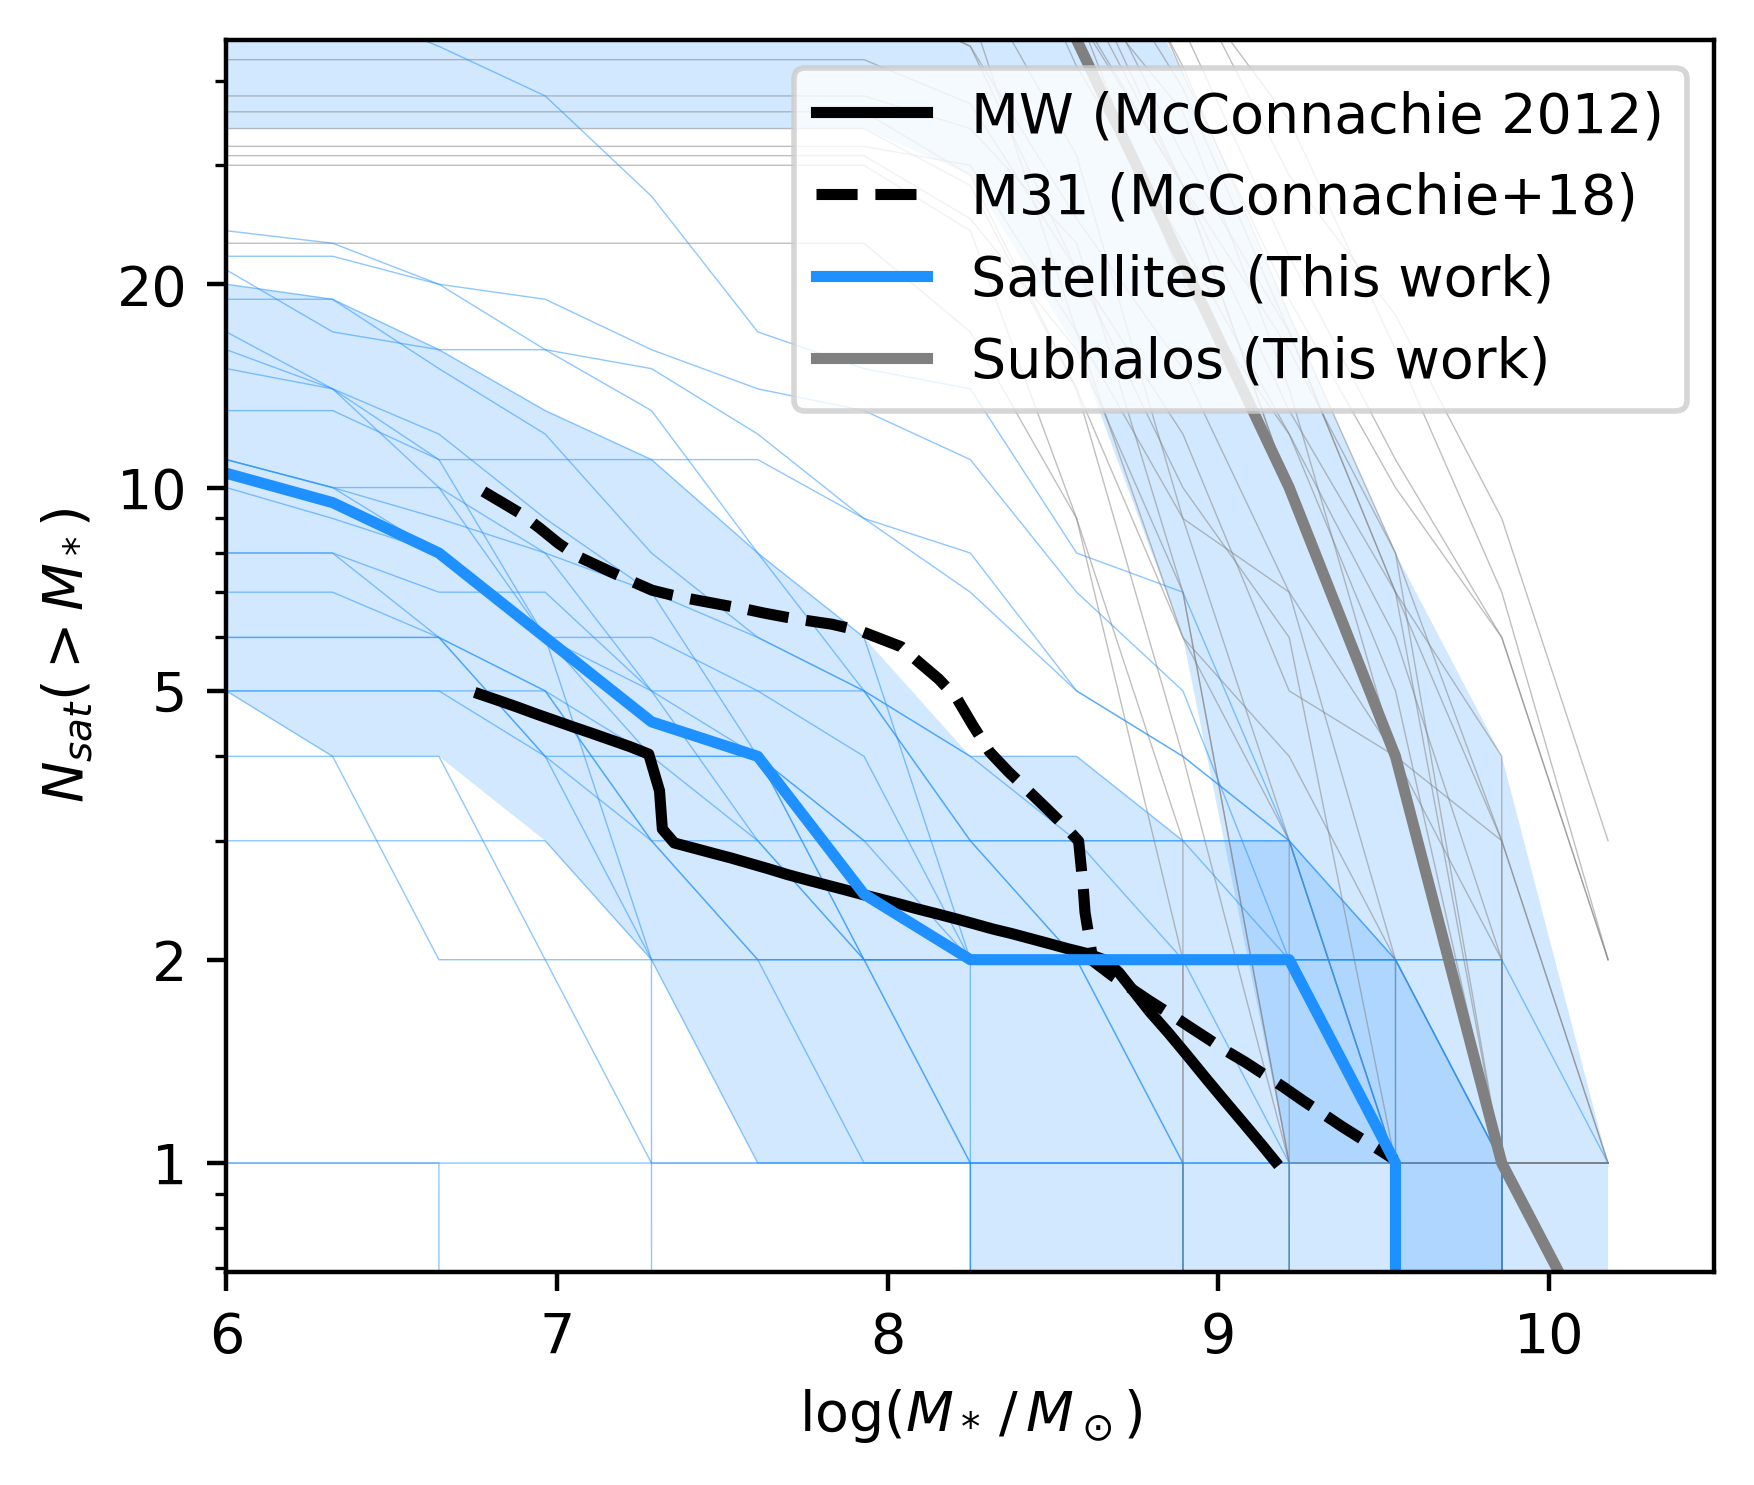 MW (McConnachie 2012)
M31 (McConnachie+18)
Satellites (This work)
Subhalos (This work)
20
10
5
2
1
N_sat(> M_*)
6 7 8 9 10
log(M_*/M_⊙)